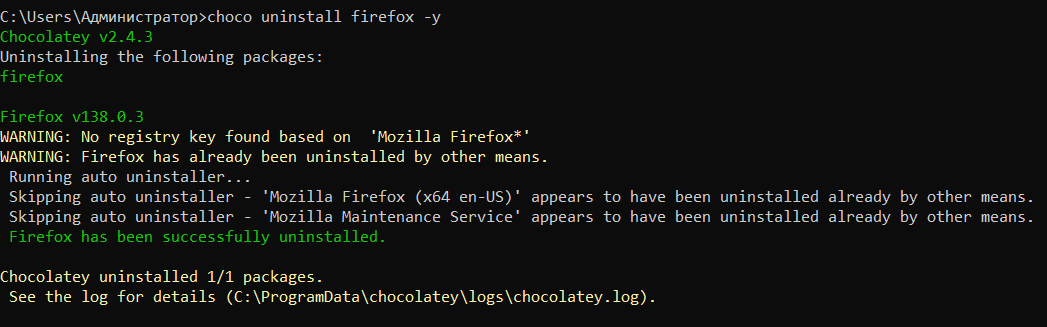 C:\Users\Администратор>choco uninstall firefox -y
Chocolatey v2.4.3
Uninstalling the following packages:
firefox

Firefox v138.0.3
WARNING: No registry key found based on  'Mozilla Firefox*'
WARNING: Firefox has already been uninstalled by other means.
 Running auto uninstaller...
 Skipping auto uninstaller - 'Mozilla Firefox (x64 en-US)' appears to have been uninstalled already by other means.
 Skipping auto uninstaller - 'Mozilla Maintenance Service' appears to have been uninstalled already by other means.
 Firefox has been successfully uninstalled.

Chocolatey uninstalled 1/1 packages.
 See the log for details (C:\ProgramData\chocolatey\logs\chocolatey.log).